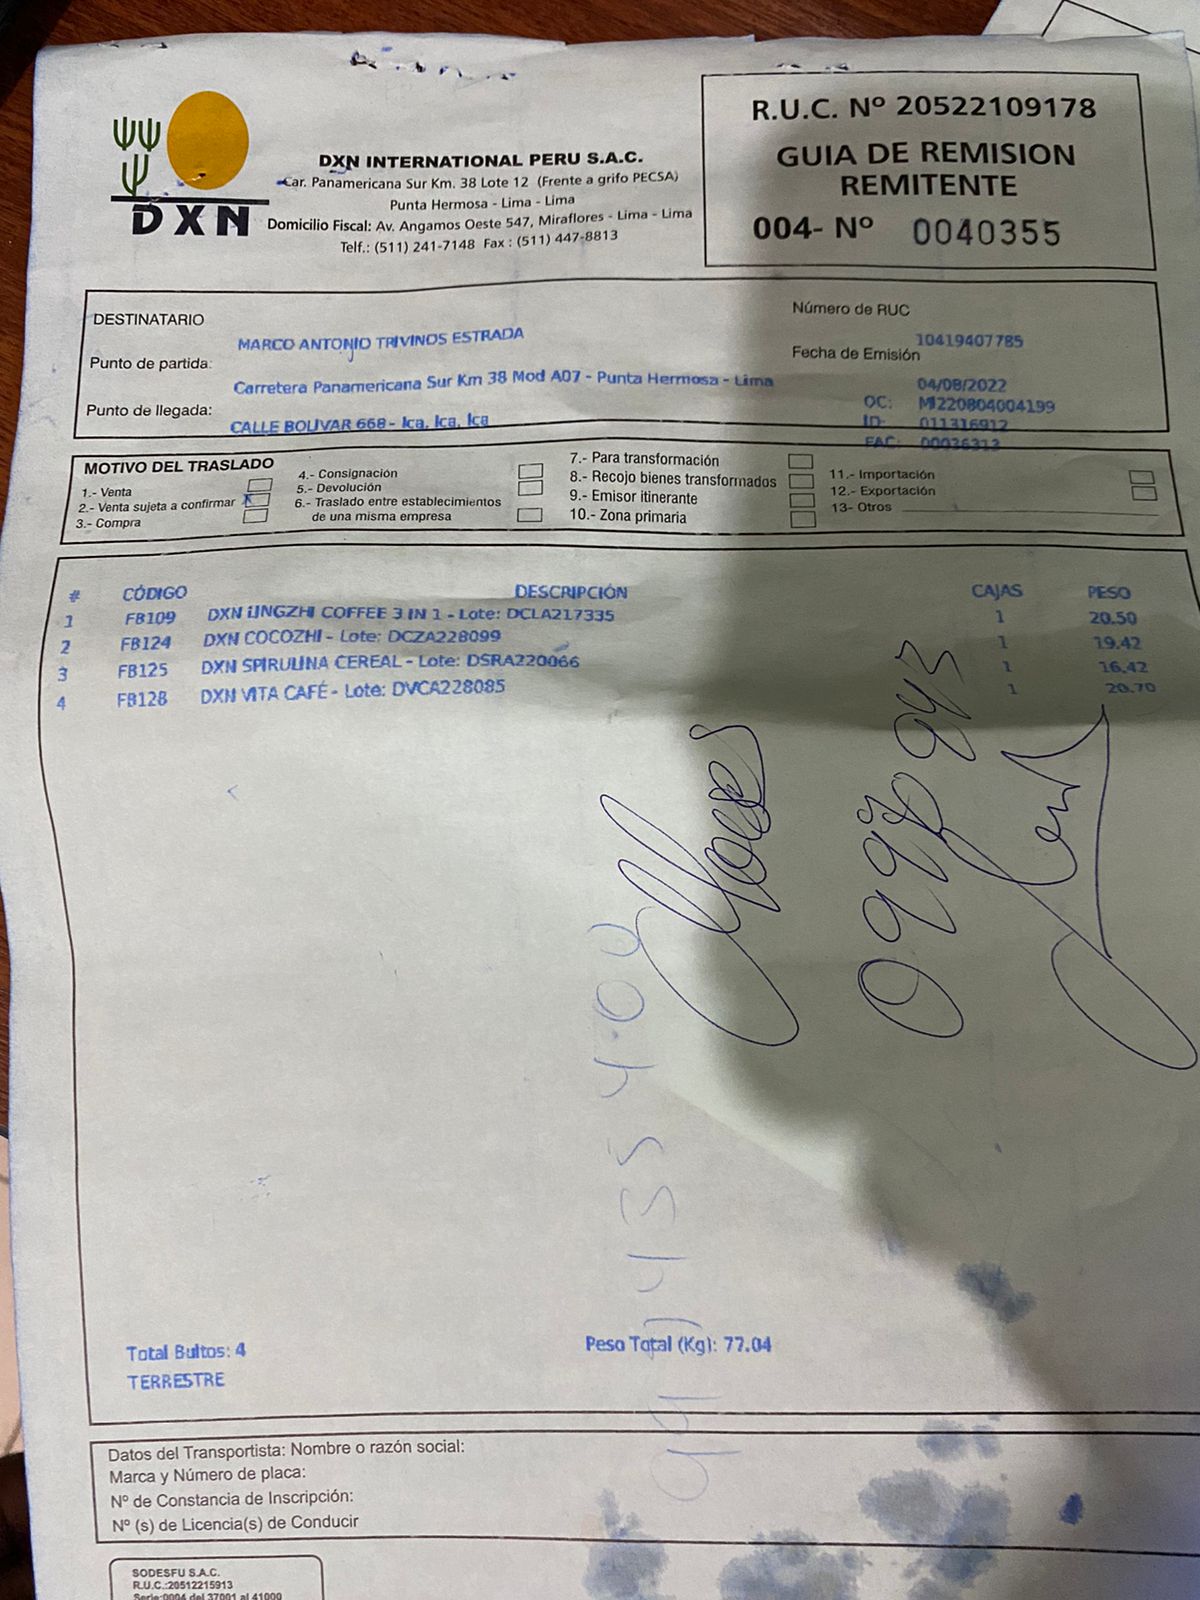 DXN
DXN INTERNATIONAL PERU S.A.C.
Car. Panamericana Sur Km. 38 Lote 12 (Frente a grifo PECSA)
Punta Hermosa - Lima - Lima
Domicilio Fiscal: Av. Angamos Oeste 547, Miraflores - Lima - Lima
Telf.: (511) 241-7148 Fax : (511) 447-8813
R.U.C. Nº 20522109178
GUIA DE REMISION
REMITENTE
004- Nº 0040355
DESTINATARIO
MARCO ANTONIO TRIVINOS ESTRADA
Número de RUC
10419407785
Punto de partida:
Carretera Panamericana Sur Km 38 Mod A07 - Punta Hermosa - Lima
Fecha de Emisión
04/08/2022
Punto de llegada:
CALLE BOLIVAR 668 - Ica, Ica, Ica
OC: MI220804004199
ID: 011316912
FAC: 00036313
MOTIVO DEL TRASLADO
1.- Venta
2.- Venta sujeta a confirmar
3.- Compra
4.- Consignación
5.- Devolución
6.- Traslado entre establecimientos
de una misma empresa
7.- Para transformación
8.- Recojo bienes transformados
9.- Emisor itinerante
10.- Zona primaria
11.- Importación
12.- Exportación
13- Otros
# CÓDIGO DESCRIPCIÓN CAJAS PESO
1 FB109 DXN LINGZHI COFFEE 3 IN 1 - Lote: DCLA217335 1 20.50
2 FB124 DXN COCOZHI - Lote: DCZA228099 1 19.42
3 FB125 DXN SPIRULINA CEREAL - Lote: DSRA220066 1 16.42
4 FB128 DXN VITA CAFÉ - Lote: DVCA228085 1 20.70
Total Bultos: 4 Peso Total (Kg): 77.04
TERRESTRE
Datos del Transportista: Nombre o razón social:
Marca y Número de placa:
Nº de Constancia de Inscripción:
Nº (s) de Licencia(s) de Conducir
SODESFU S.A.C.
R.U.C.:20512215913
Serie:0004 del 37001 al 41000